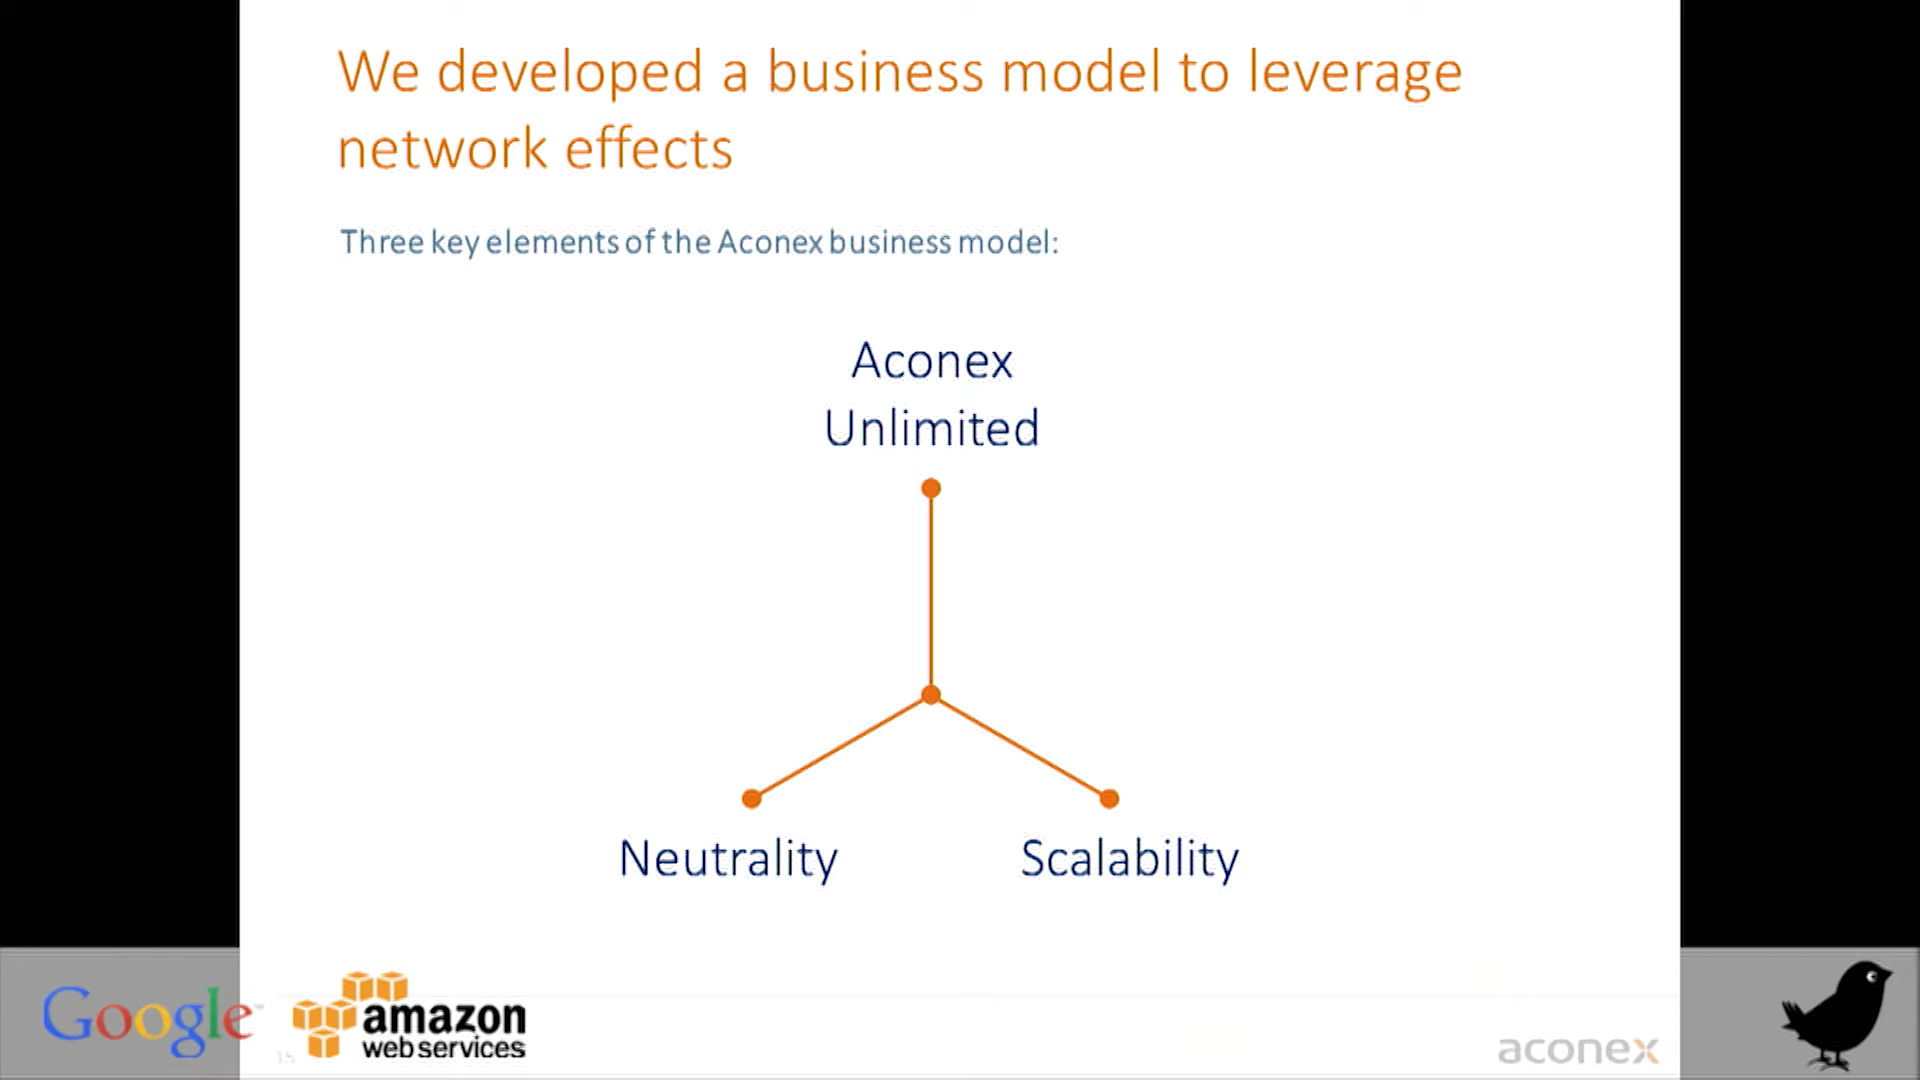 We developed a business model to leverage
network effects
Three key elements of the Aconex business model:
Aconex
Unlimited
Neutrality
Scalability
Google
15
amazon
web services
aconex